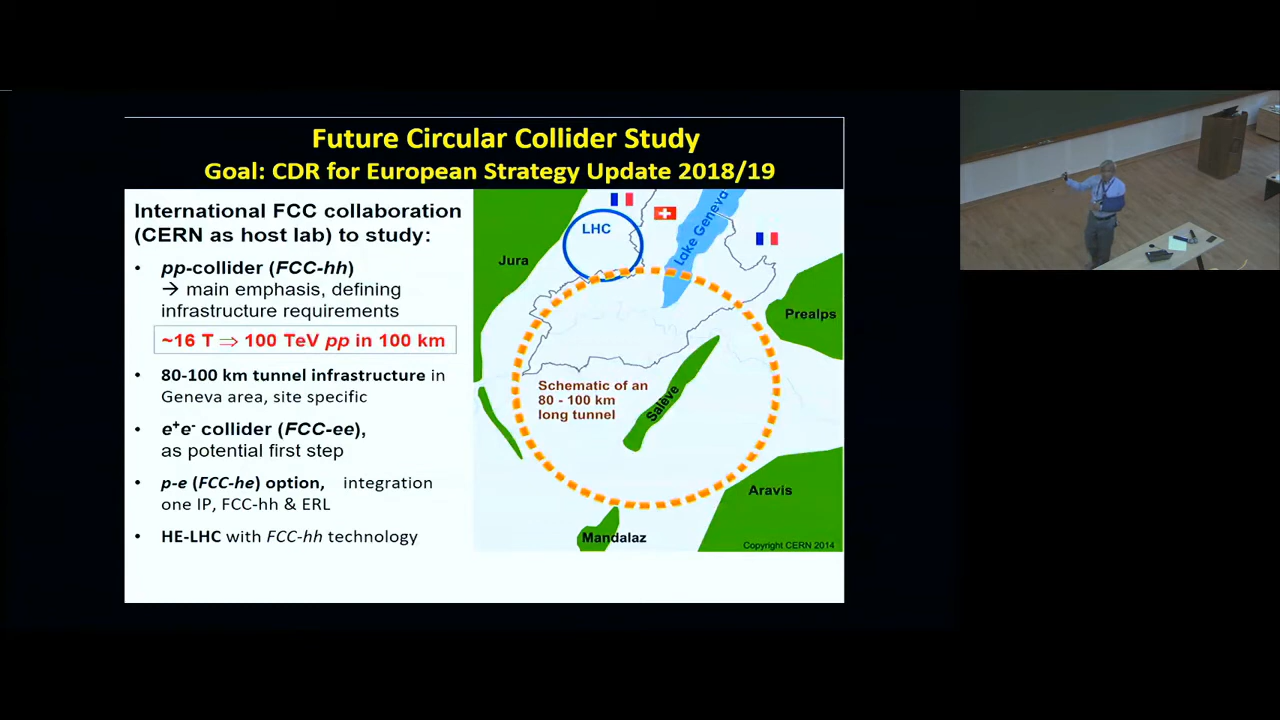 Future Circular Collider Study
Goal: CDR for European Strategy Update 2018/19
International FCC collaboration
(CERN as host lab) to study:
• pp-collider (FCC-hh)
→ main emphasis, defining
infrastructure requirements
~16 T ⇒ 100 TeV pp in 100 km
• 80-100 km tunnel infrastructure in
Geneva area, site specific
• e⁺e⁻ collider (FCC-ee),
as potential first step
• p-e (FCC-he) option, integration
one IP, FCC-hh & ERL
• HE-LHC with FCC-hh technology
LHC
Lake Geneva
Jura
Prealps
Schematic of an
80 - 100 km
long tunnel
Salève
Aravis
Mandalaz
Copyright CERN 2014